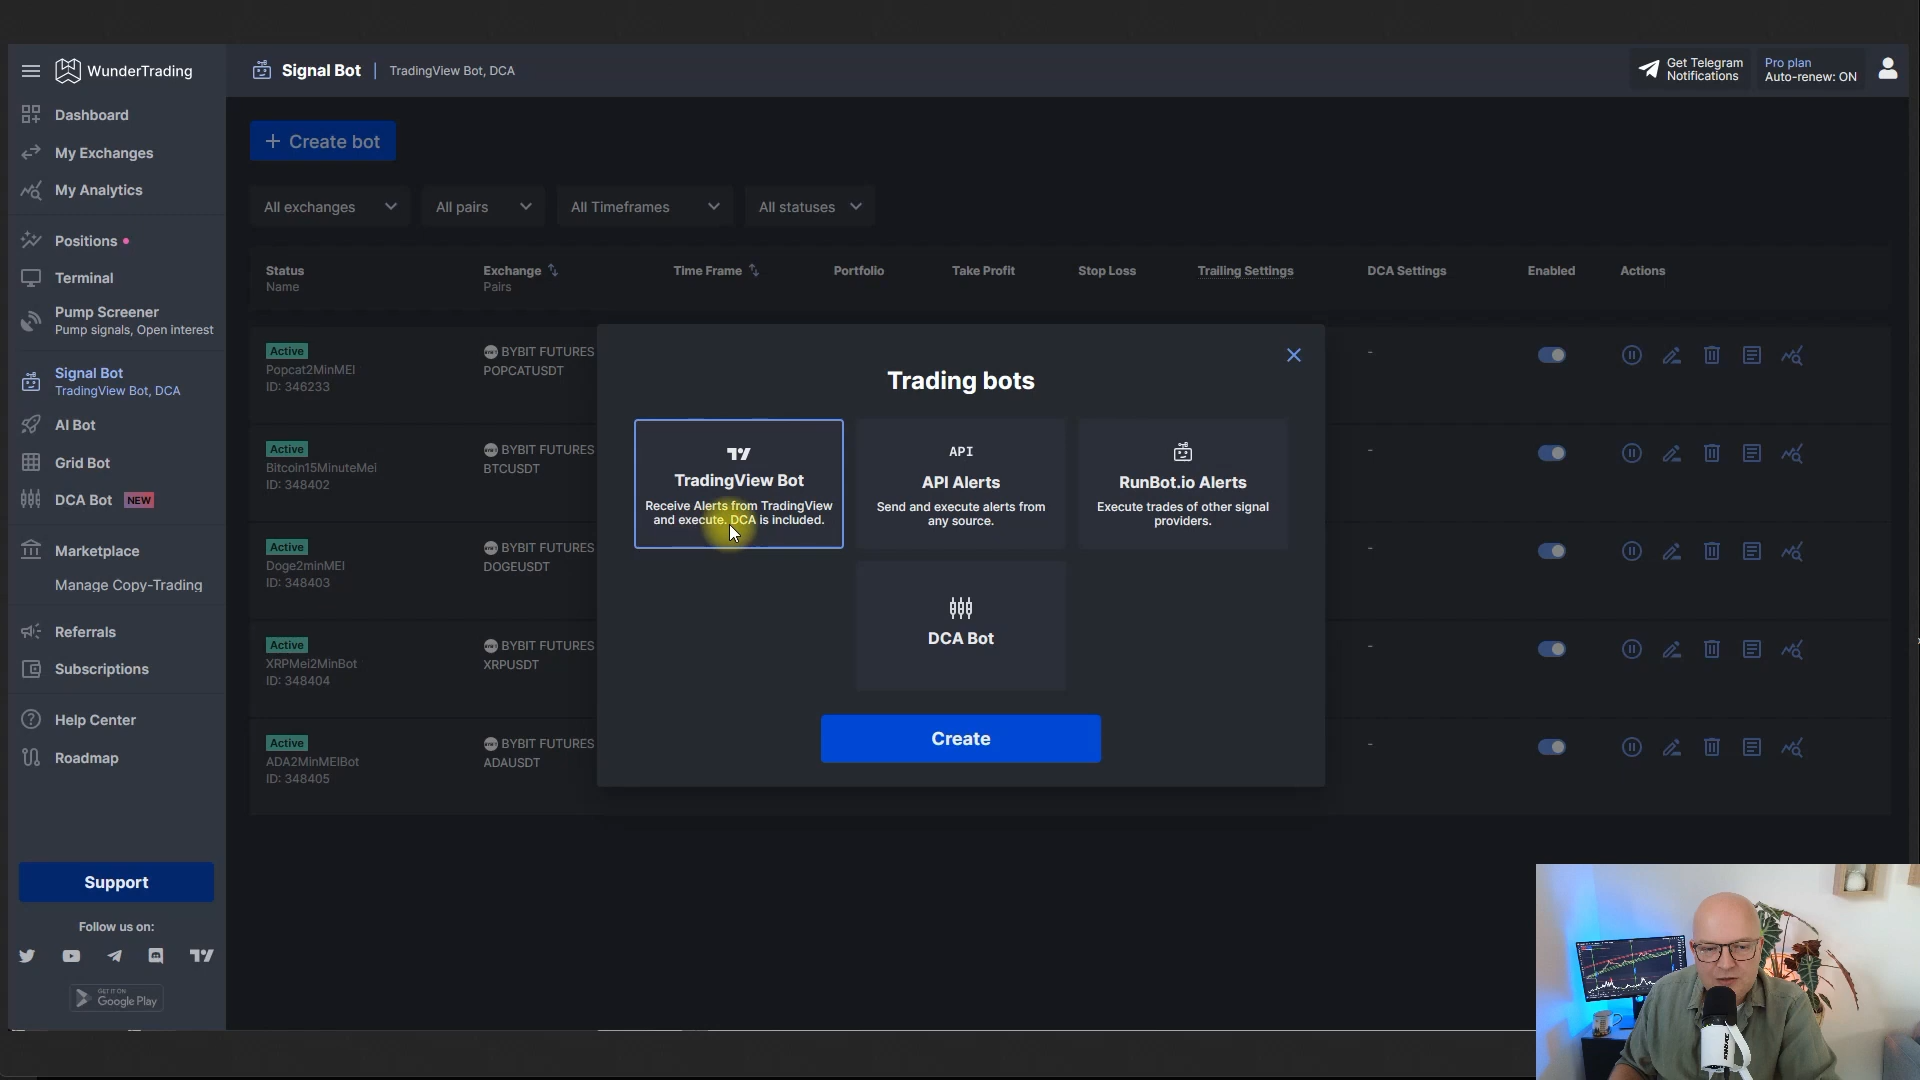 WunderTrading
Signal Bot | TradingView Bot, DCA
Get Telegram
Notifications
Pro plan
Auto-renew: ON
Dashboard
My Exchanges
My Analytics
Positions
Terminal
Pump Screener
Pump signals, Open interest
Signal Bot
TradingView Bot, DCA
AI Bot
Grid Bot
DCA Bot NEW
Marketplace
Manage Copy-Trading
Referrals
Subscriptions
Help Center
Roadmap
Support
Follow us on:
GET IT ON
Google Play
+ Create bot
All exchanges
All pairs
All Timeframes
All statuses
Status
Name
Exchange
Pairs
Time Frame
Portfolio
Take Profit
Stop Loss
Trailing Settings
DCA Settings
Enabled
Actions
Active
Popcat2MinMEI
ID: 346233
BYBIT FUTURES
POPCATUSDT
-
Active
Bitcoin15MinuteMei
ID: 348402
BYBIT FUTURES
BTCUSDT
-
Active
Doge2minMEI
ID: 348403
BYBIT FUTURES
DOGEUSDT
-
Active
XRPMeI2MinBot
ID: 348404
BYBIT FUTURES
XRPUSDT
-
Active
ADA2MinMEIBot
ID: 348405
BYBIT FUTURES
ADAUSDT
-
Trading bots
TradingView Bot
Receive Alerts from TradingView
and execute. DCA is included.
API
API Alerts
Send and execute alerts from
any source.
RunBot.io Alerts
Execute trades of other signal
providers.
DCA Bot
Create